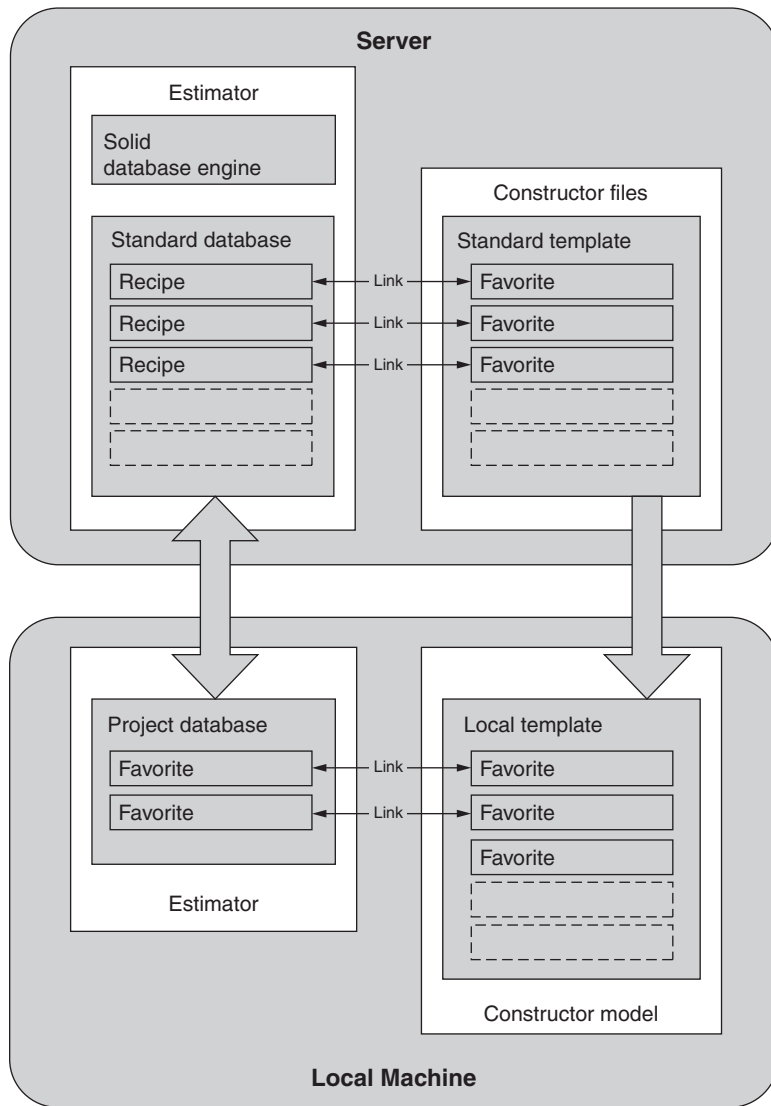 Server
Estimator
Solid
database engine
Standard database
Recipe
Recipe
Recipe
Link
Link
Link
Constructor files
Standard template
Favorite
Favorite
Favorite
Project database
Favorite
Favorite
Estimator
Link
Link
Local template
Favorite
Favorite
Favorite
Constructor model
Local Machine